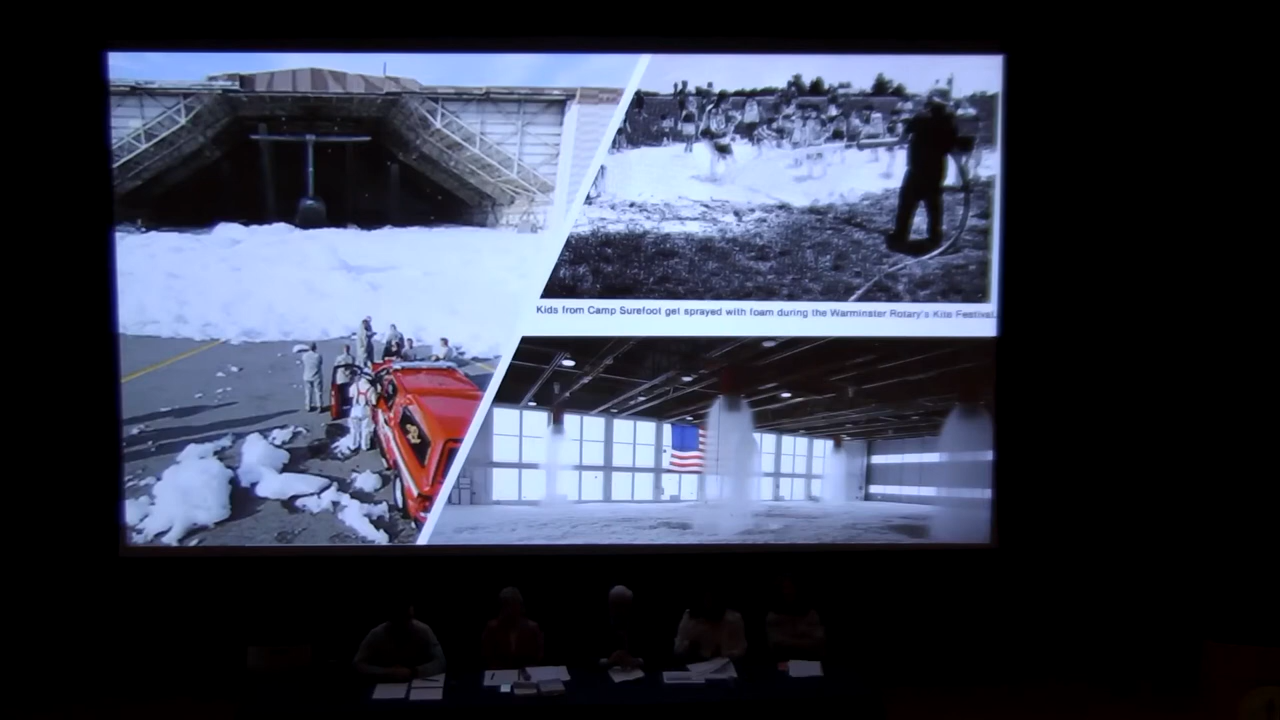 Kids from Camp Surefoot get sprayed with foam during the Warminster Rotary's Kite Festival.